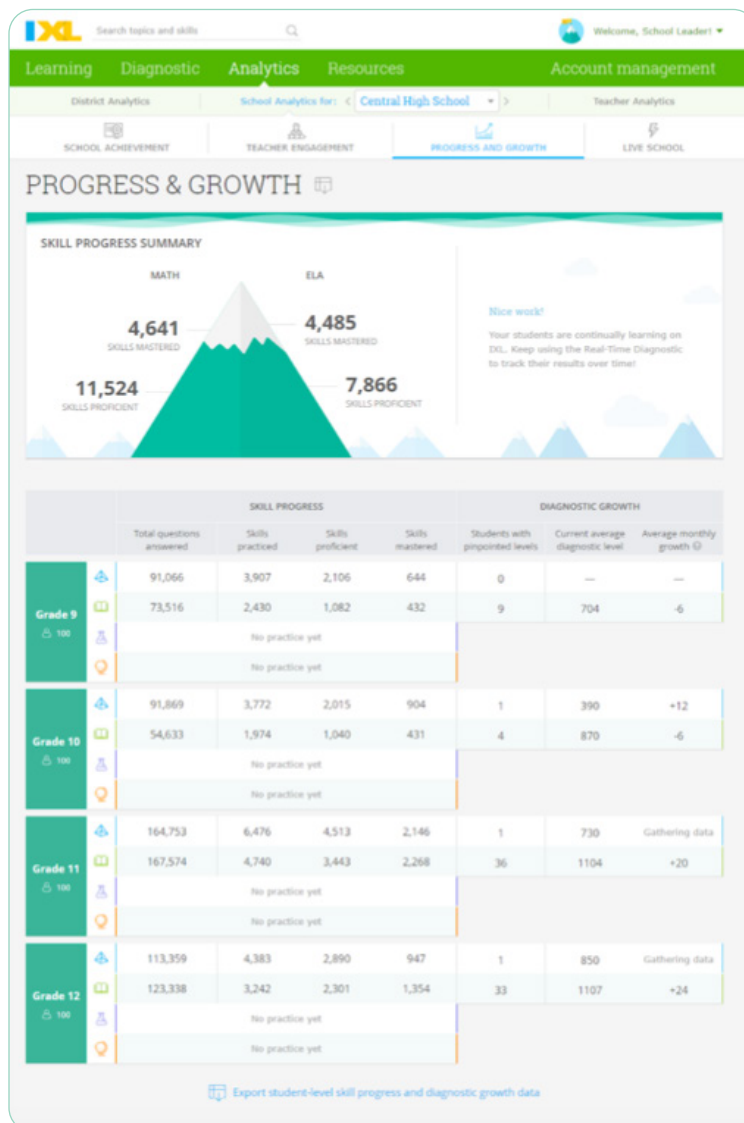 IXL Search topics and skills Welcome, School Leader!
Learning Diagnostic Analytics Resources Account management
District Analytics School Analytics for: < Central High School > Teacher Analytics
SCHOOL ACHIEVEMENT TEACHER ENGAGEMENT PROGRESS AND GROWTH LIVE SCHOOL
PROGRESS & GROWTH
SKILL PROGRESS SUMMARY
MATH ELA
4,641 4,485
SKILLS MASTERED SKILLS MASTERED
11,524 7,866
SKILLS PROFICIENT SKILLS PROFICIENT
Nice work!
Your students are continually learning on
IXL. Keep using the Real-Time Diagnostic
to track their results over time!
SKILL PROGRESS DIAGNOSTIC GROWTH
Total questions Skills Skills Skills Students with Current average Average monthly
answered practiced proficient mastered pinpointed levels diagnostic level growth
91,066 3,907 2,106 644 0 — —
Grade 9 73,516 2,430 1,082 432 9 704 -6
100 No practice yet
No practice yet
91,869 3,772 2,015 904 1 390 +12
Grade 10 54,633 1,974 1,040 431 4 870 -6
100 No practice yet
No practice yet
164,753 6,476 4,513 2,146 1 730 Gathering data
Grade 11 167,574 4,740 3,443 2,268 36 1104 +20
100 No practice yet
No practice yet
113,359 4,383 2,890 947 1 850 Gathering data
Grade 12 123,338 3,242 2,301 1,354 33 1107 +24
100 No practice yet
No practice yet
Export student-level skill progress and diagnostic growth data